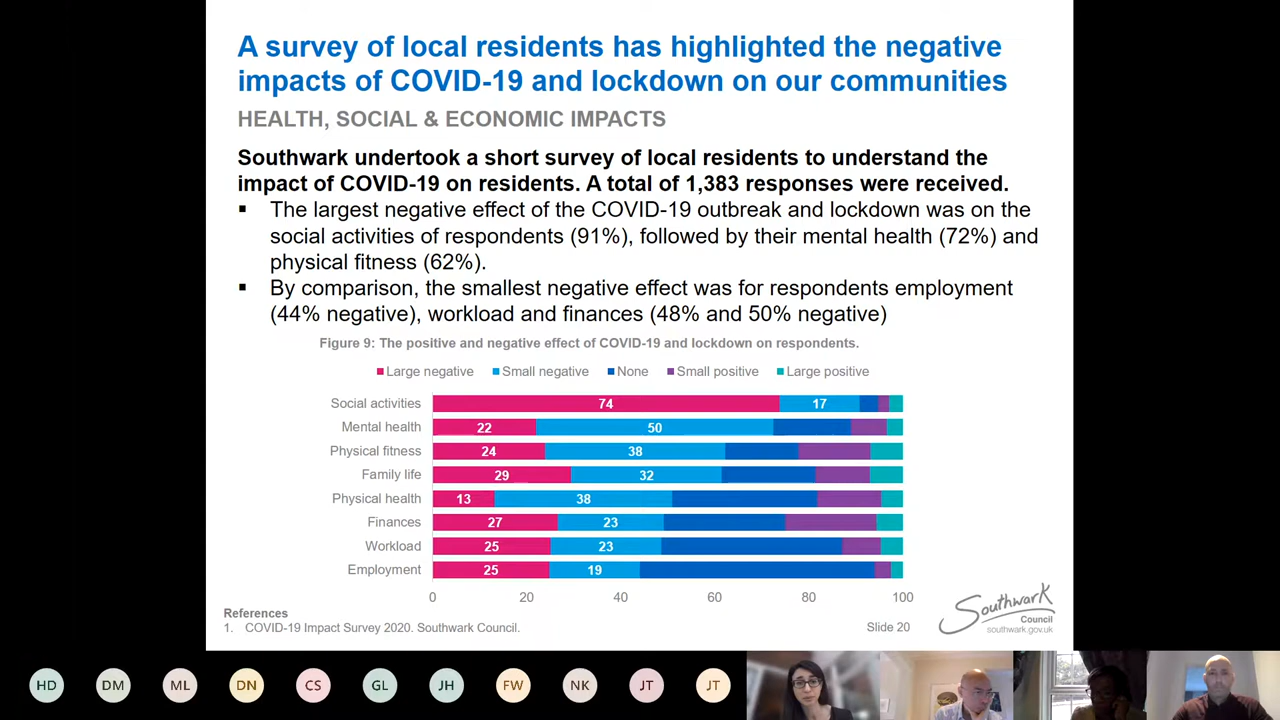 A survey of local residents has highlighted the negative
impacts of COVID-19 and lockdown on our communities
HEALTH, SOCIAL & ECONOMIC IMPACTS
Southwark undertook a short survey of local residents to understand the
impact of COVID-19 on residents. A total of 1,383 responses were received.
▪ The largest negative effect of the COVID-19 outbreak and lockdown was on the
social activities of respondents (91%), followed by their mental health (72%) and
physical fitness (62%).
▪ By comparison, the smallest negative effect was for respondents employment
(44% negative), workload and finances (48% and 50% negative)
Figure 9: The positive and negative effect of COVID-19 and lockdown on respondents.
Large negative Small negative None Small positive Large positive
Social activities 74 17
Mental health 22 50
Physical fitness 24 38
Family life 29 32
Physical health 13 38
Finances 27 23
Workload 25 23
Employment 25 19
0 20 40 60 80 100
References
1. COVID-19 Impact Survey 2020. Southwark Council.
Slide 20
Southwark
Council
southwark.gov.uk
HD DM ML DN CS GL JH FW NK JT JT